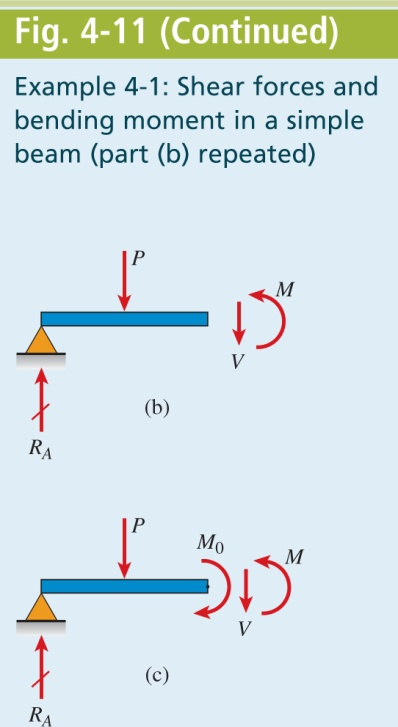 Fig. 4-11 (Continued)
Example 4-1: Shear forces and
bending moment in a simple
beam (part (b) repeated)
P
M
V
(b)
R_A
P
M_0
M
V
(c)
R_A